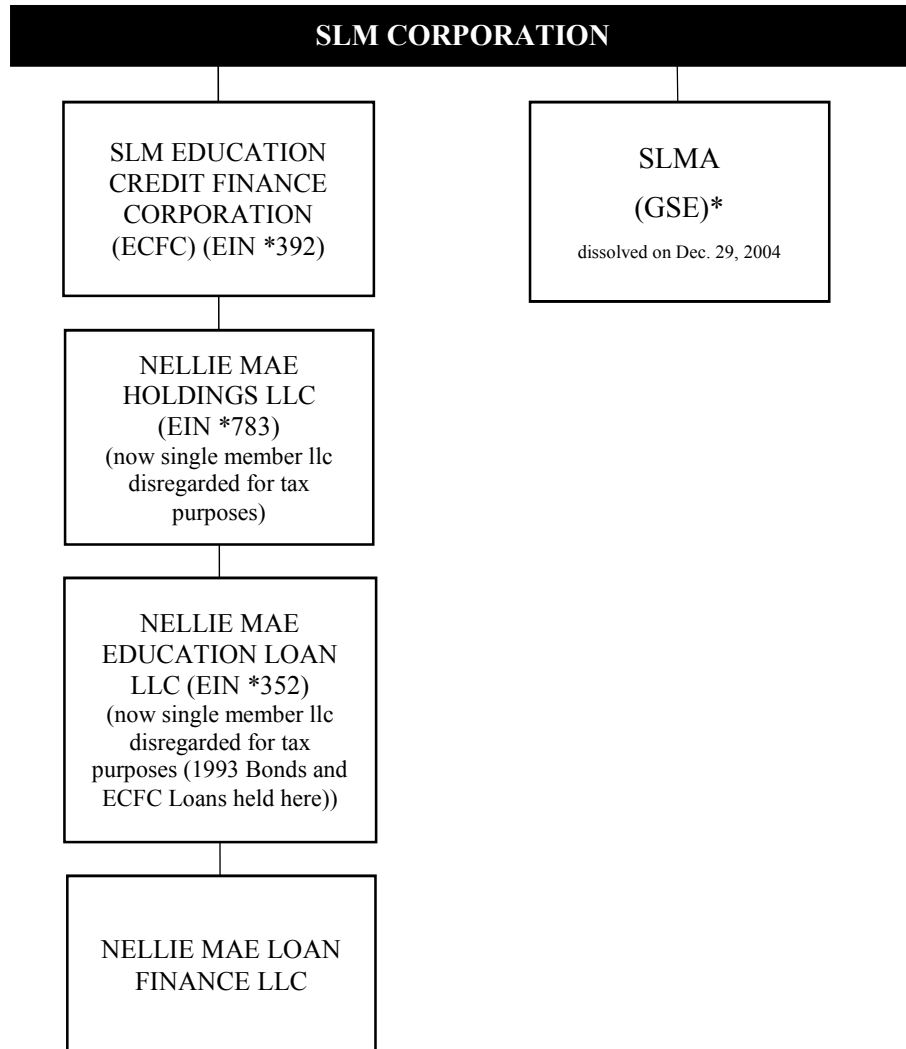 SLM CORPORATION
SLM EDUCATION
CREDIT FINANCE
CORPORATION
(ECFC) (EIN *392)
SLMA
(GSE)*
dissolved on Dec. 29, 2004
NELLIE MAE
HOLDINGS LLC
(EIN *783)
(now single member llc
disregarded for tax
purposes)
NELLIE MAE
EDUCATION LOAN
LLC (EIN *352)
(now single member llc
disregarded for tax
purposes (1993 Bonds and
ECFC Loans held here))
NELLIE MAE LOAN
FINANCE LLC